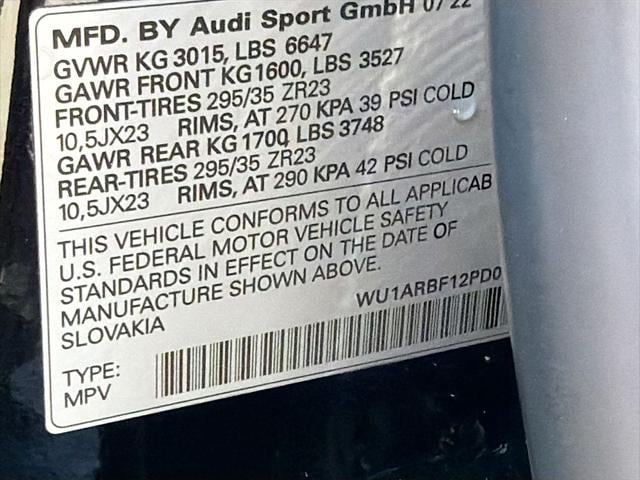 MFD. BY Audi Sport GmbH 07 22
GVWR KG 3015, LBS 6647
GAWR FRONT KG1600, LBS 3527
FRONT-TIRES 295/35 ZR23
10,5JX23 RIMS, AT 270 KPA 39 PSI COLD
GAWR REAR KG 1700 LBS 3748
REAR-TIRES 295/35 ZR23
10,5JX23 RIMS, AT 290 KPA 42 PSI COLD
THIS VEHICLE CONFORMS TO ALL APPLICAB
U.S. FEDERAL MOTOR VEHICLE SAFETY
STANDARDS IN EFFECT ON THE DATE OF
MANUFACTURE SHOWN ABOVE.
SLOVAKIA
WU1ARBF12PD0
TYPE:
MPV